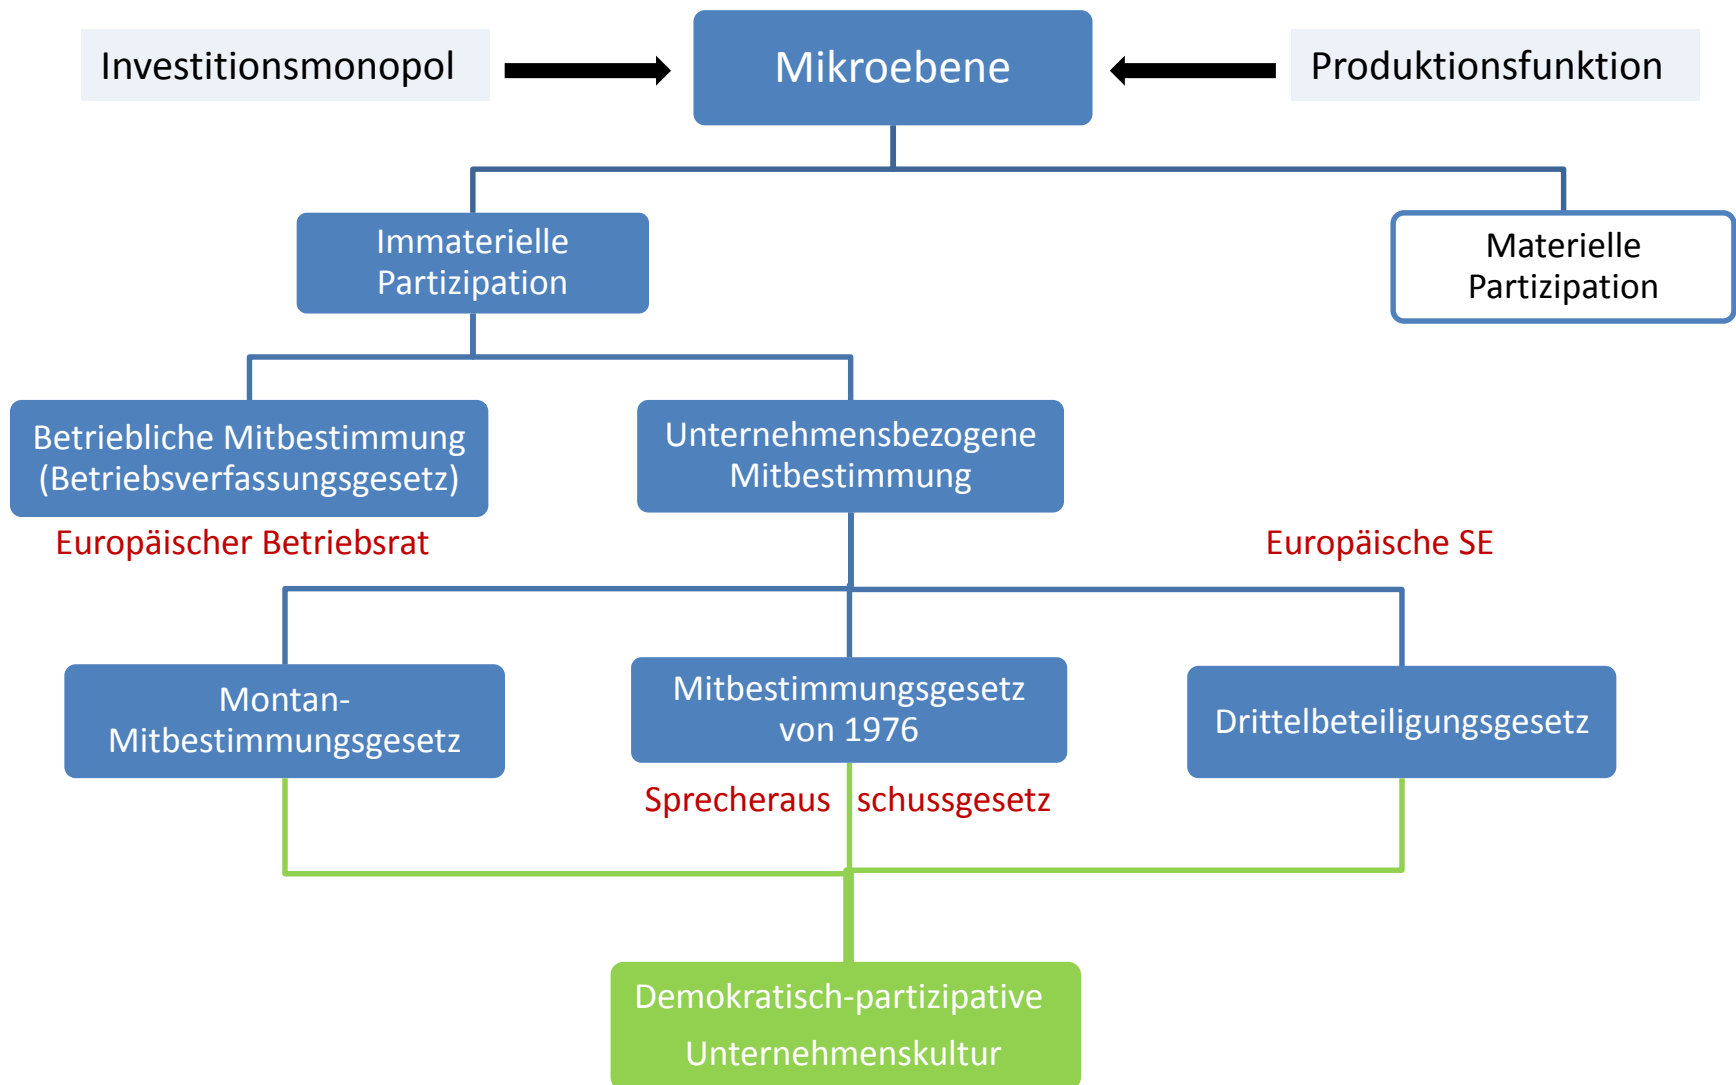 Investitionsmonopol
Mikroebene
Produktionsfunktion
Immaterielle
Partizipation
Materielle
Partizipation
Betriebliche Mitbestimmung
(Betriebsverfassungsgesetz)
Unternehmensbezogene
Mitbestimmung
Europäischer Betriebsrat
Europäische SE
Montan-
Mitbestimmungsgesetz
Mitbestimmungsgesetz
von 1976
Drittelbeteiligungsgesetz
Sprecheraus schussgesetz
Demokratisch-partizipative
Unternehmenskultur